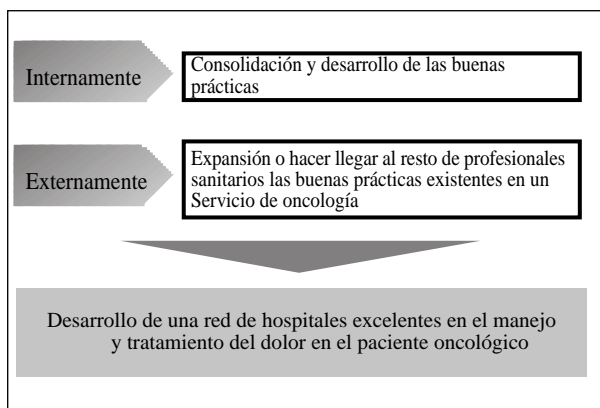 Internamente
Consolidación y desarrollo de las buenas
prácticas
Externamente
Expansión o hacer llegar al resto de profesionales
sanitarios las buenas prácticas existentes en un
Servicio de oncología
Desarrollo de una red de hospitales excelentes en el manejo
y tratamiento del dolor en el paciente oncológico